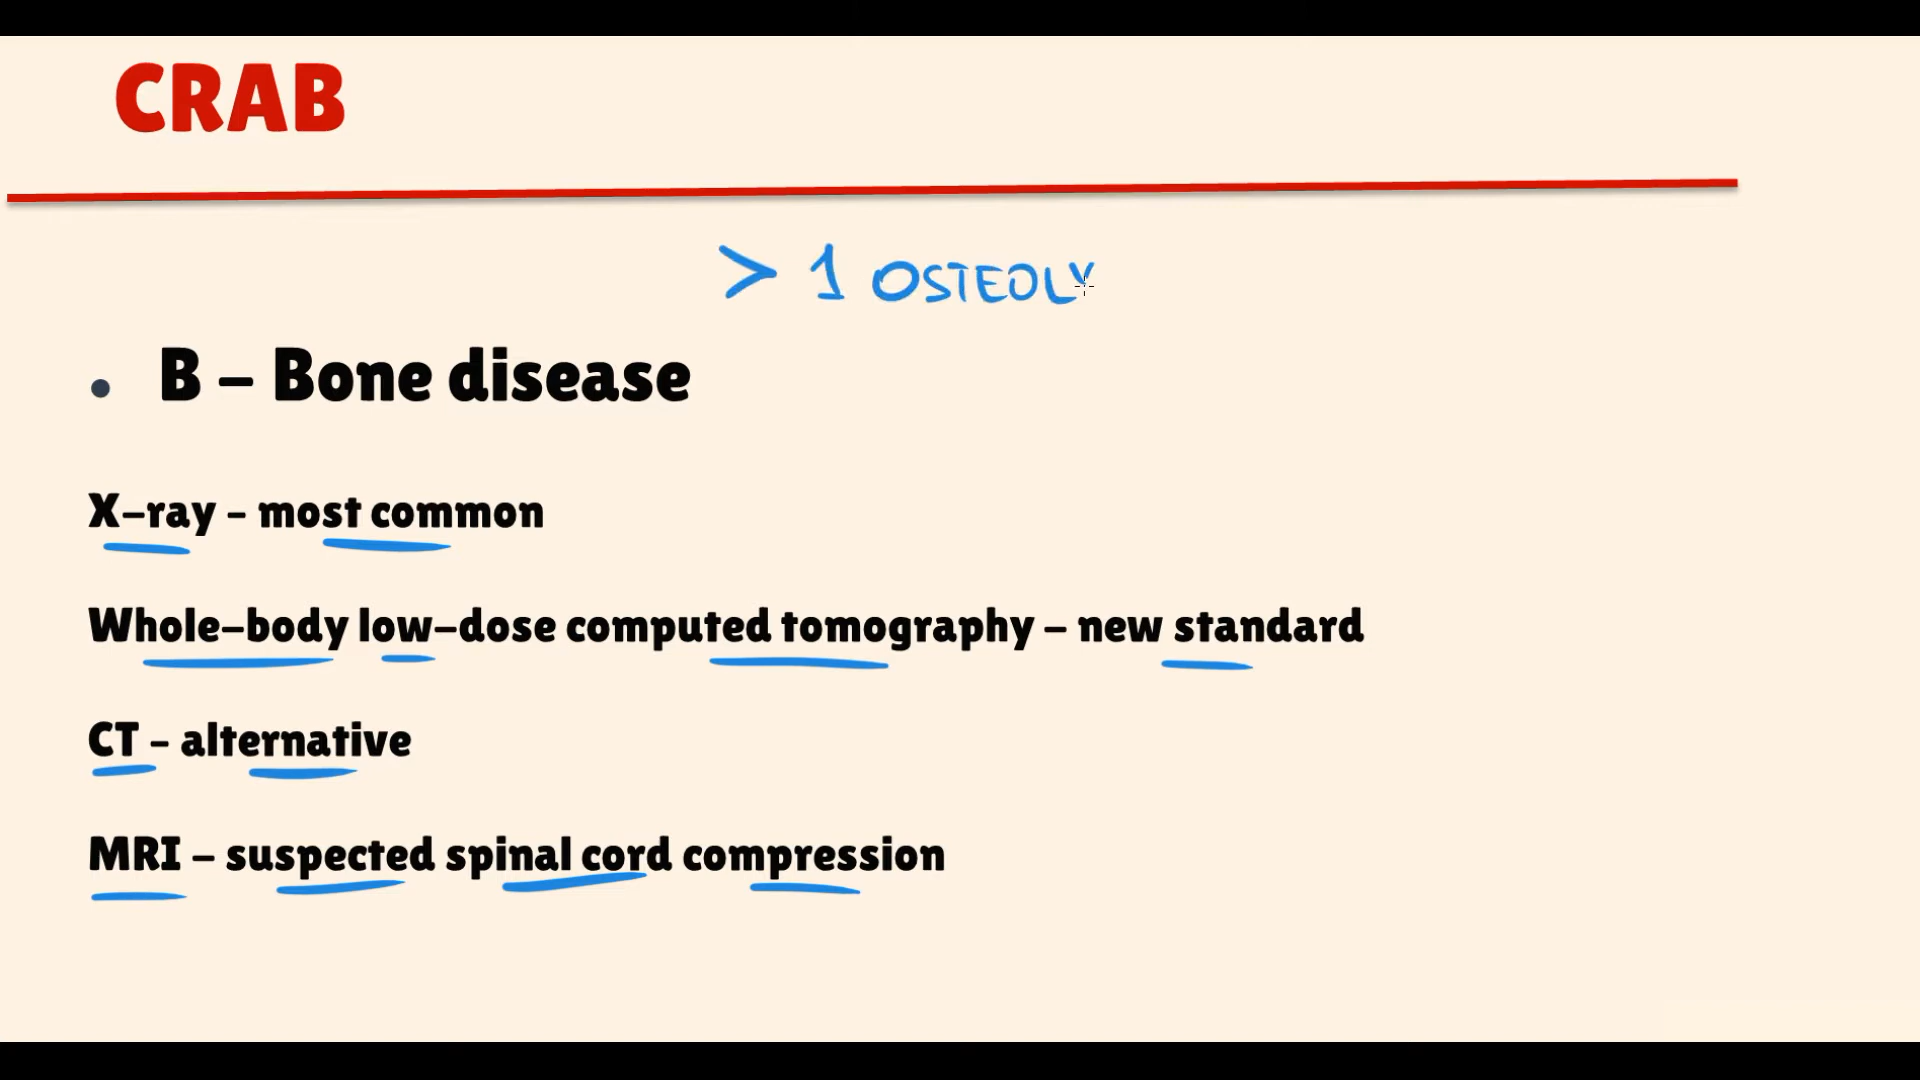 CRAB
> 1 OSTEOLY
• B – Bone disease
X-ray - most common
Whole-body low-dose computed tomography – new standard
CT - alternative
MRI – suspected spinal cord compression